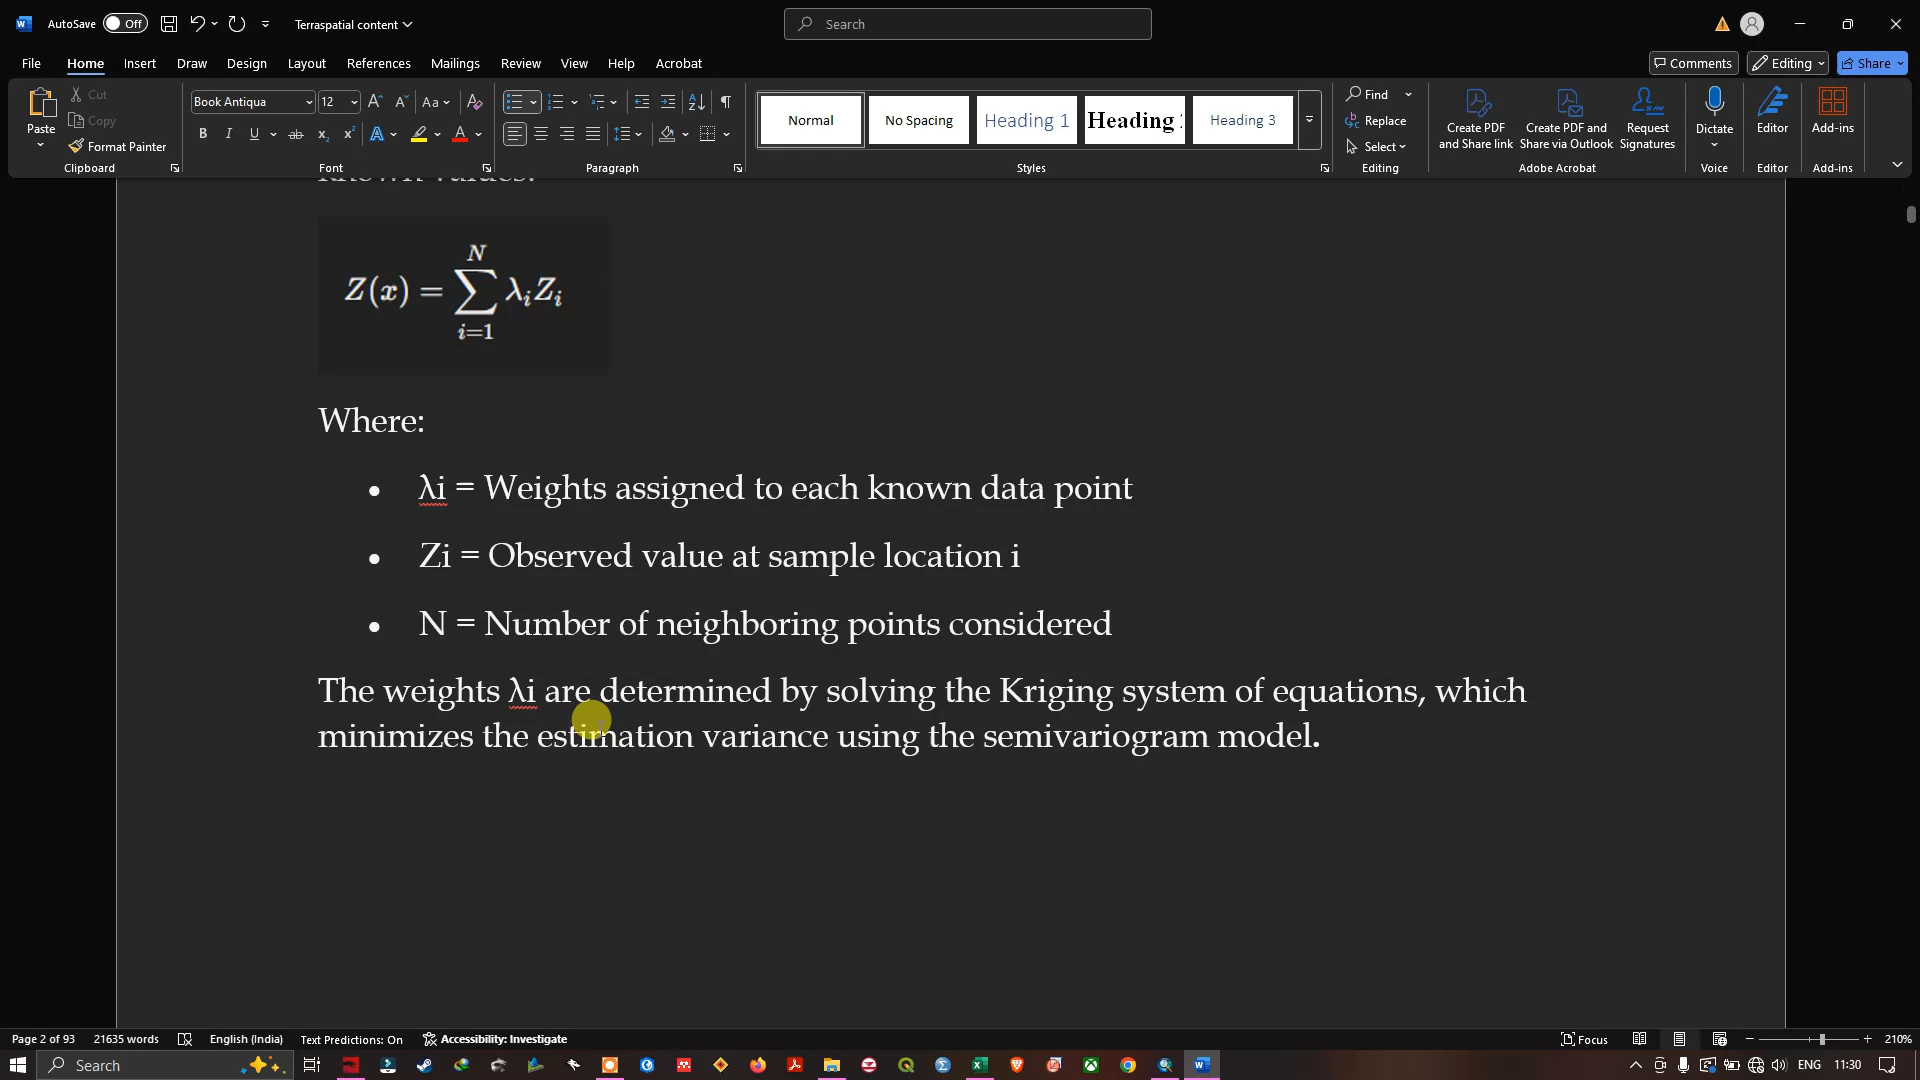 AutoSave Off Terraspatial content Search
File Home Insert Draw Design Layout References Mailings Review View Help Acrobat Comments Editing Share
Paste Cut Copy Format Painter Clipboard
Book Antiqua 12 Font
Paragraph
Normal No Spacing Heading 1 Heading Heading 3 Styles
Find Replace Select Editing
Create PDF and Share link Create PDF and Share via Outlook Request Signatures Adobe Acrobat
Dictate Voice Editor Editor Add-ins Add-ins
known values:
Z(x) = ∑ᵢ₌₁ᴺ λᵢZᵢ
Where:
• λi = Weights assigned to each known data point
• Zi = Observed value at sample location i
• N = Number of neighboring points considered
The weights λi are determined by solving the Kriging system of equations, which
minimizes the estimation variance using the semivariogram model.
Page 2 of 93 21635 words English (India) Text Predictions: On Accessibility: Investigate Focus 210%
Search ENG 11:30